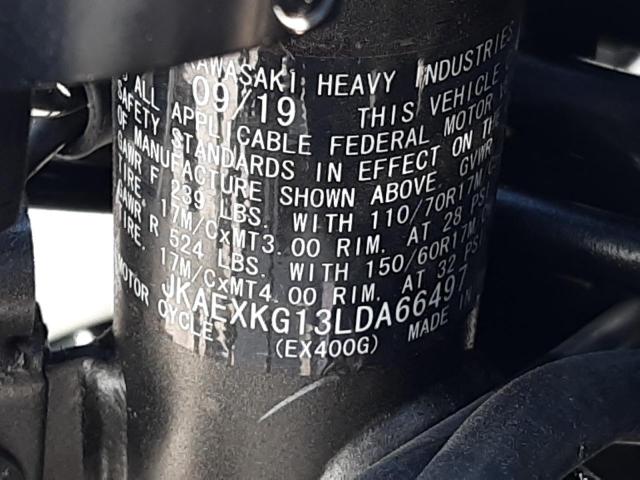 KAWASAKI HEAVY INDUSTRIES
09/19 THIS VEHICLE
ALL APPLICABLE FEDERAL MOTOR
SAFETY STANDARDS IN EFFECT ON THE
OF MANUFACTURE SHOWN ABOVE. GVWR
GAWR F 239 LBS. WITH 110/70R17M
TIRE. 17M/CxMT3.00 RIM. AT 28 PSI
GAWR R 524 LBS. WITH 150/60R17M
TIRE. 17M/CxMT4.00 RIM. AT 32 PSI
JKAEXKG13LDA66497
MOTOR CYCLE (EX400G) MADE IN